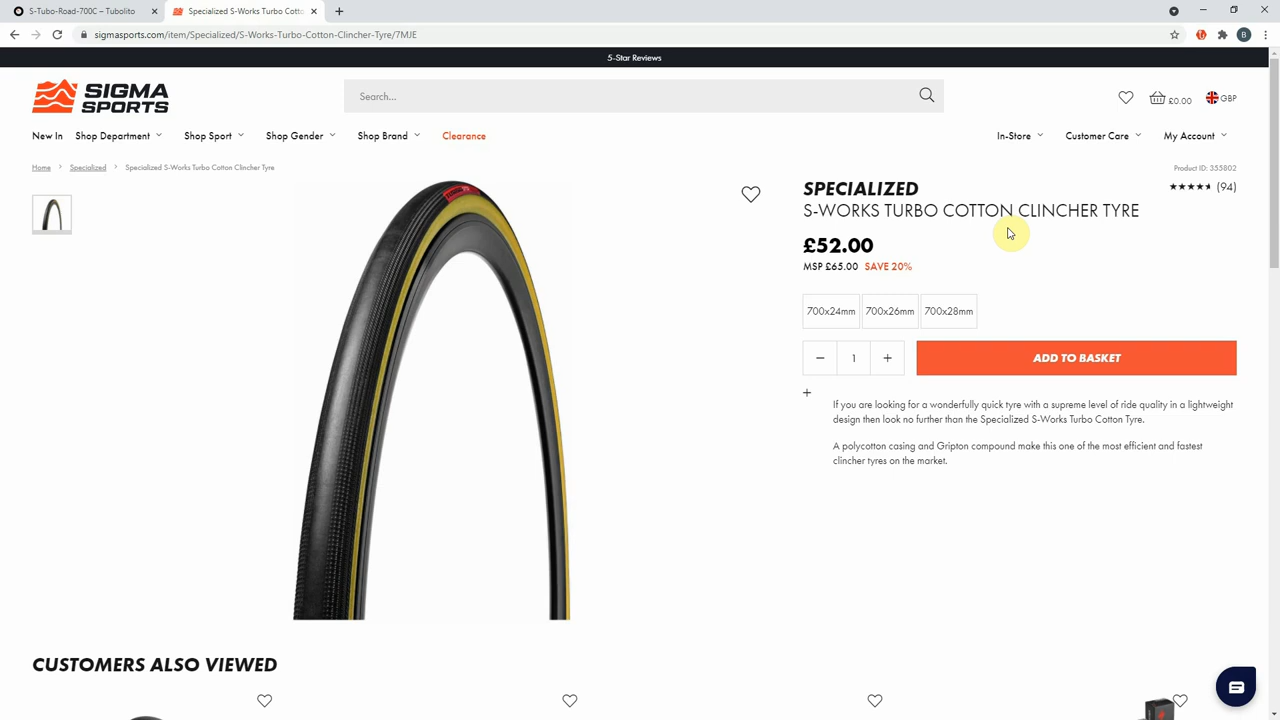 S-Tubo-Road-700C – Tubolito
Specialized S-Works Turbo Cotto
sigmasports.com/item/Specialized/S-Works-Turbo-Cotton-Clincher-Tyre/7MJE
B
5-Star Reviews
SIGMA
SPORTS
Search...
£0.00
GBP
New In
Shop Department
Shop Sport
Shop Gender
Shop Brand
Clearance
In-Store
Customer Care
My Account
Home
Specialized
Specialized S-Works Turbo Cotton Clincher Tyre
Product ID: 355802
SPECIALIZED
(94)
S-WORKS TURBO COTTON CLINCHER TYRE
£52.00
MSP £65.00 SAVE 20%
700x24mm
700x26mm
700x28mm
− 1 +
ADD TO BASKET
+
If you are looking for a wonderfully quick tyre with a supreme level of ride quality in a lightweight
design then look no further than the Specialized S-Works Turbo Cotton Tyre.
A polycotton casing and Gripton compound make this one of the most efficient and fastest
clincher tyres on the market.
CUSTOMERS ALSO VIEWED